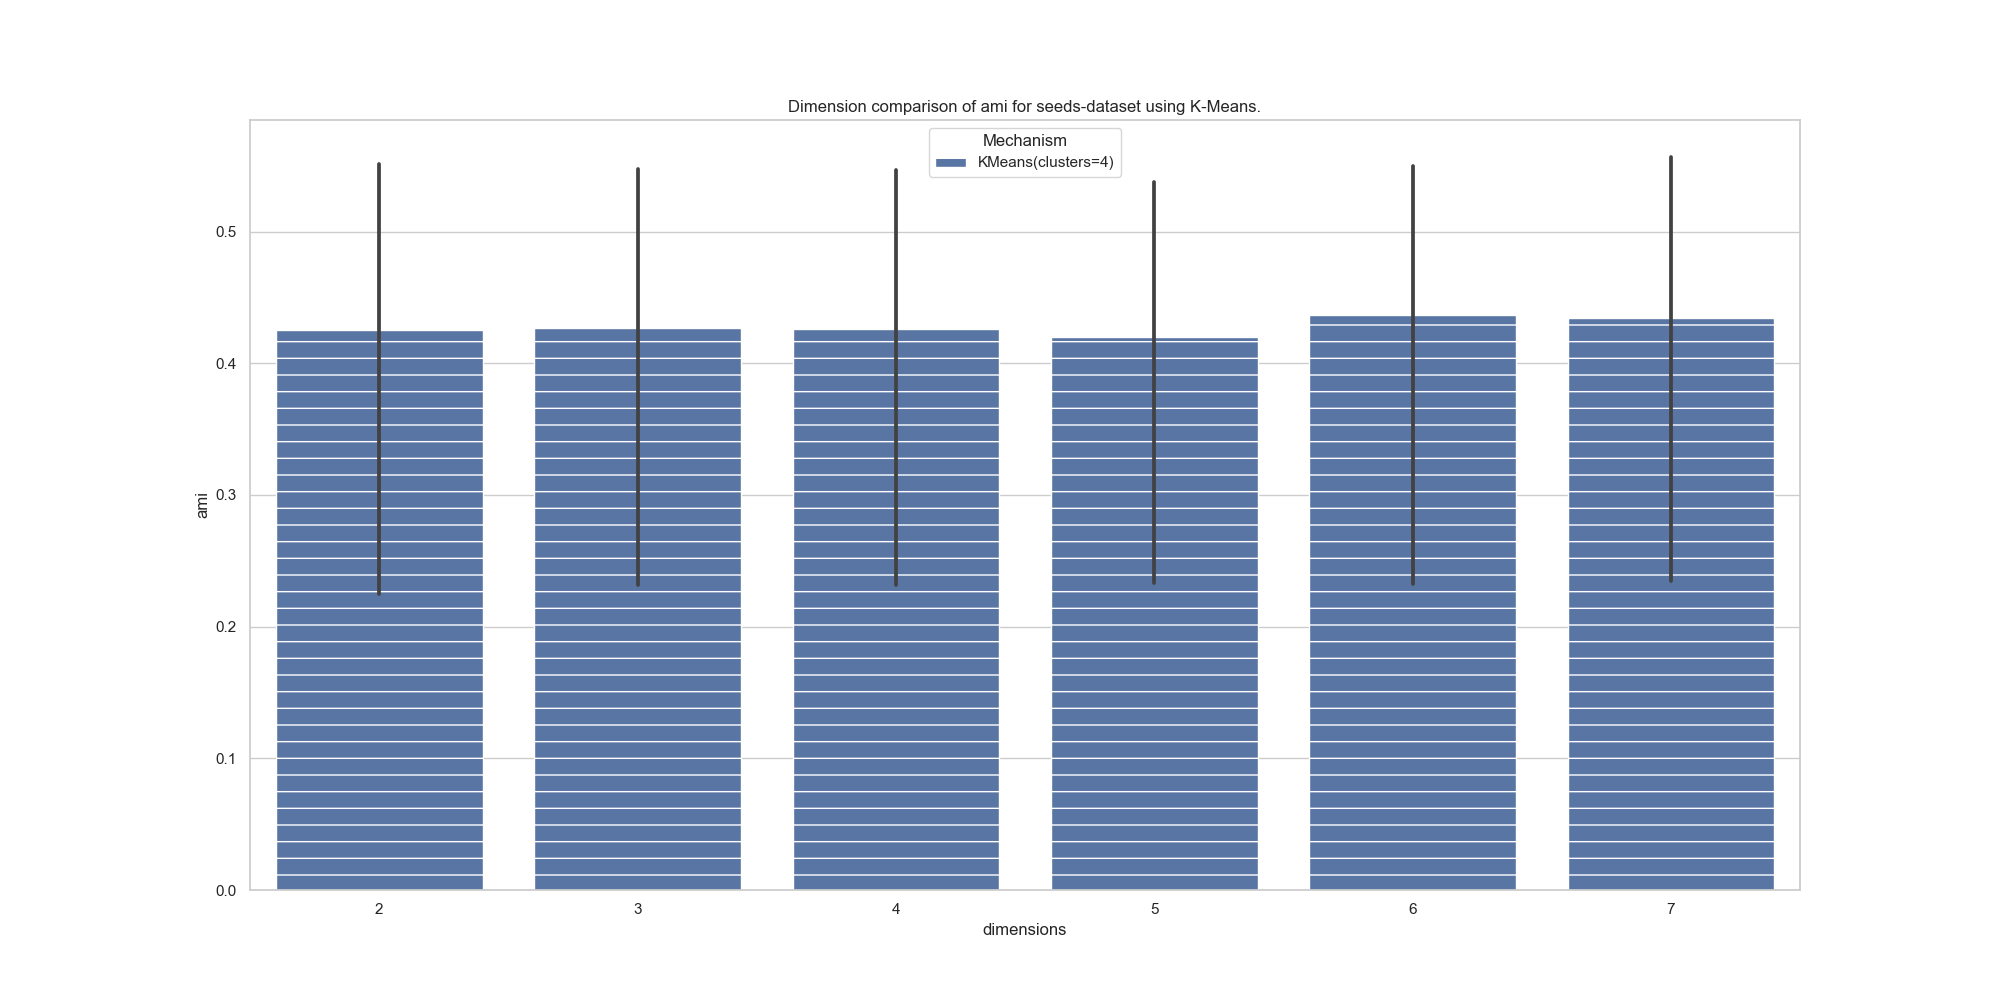 Dimension comparison of ami for seeds-dataset using K-Means.
Mechanism
KMeans(clusters=4)
ami
0.5
0.4
0.3
0.2
0.1
0.0
2 3 4 5 6 7
dimensions